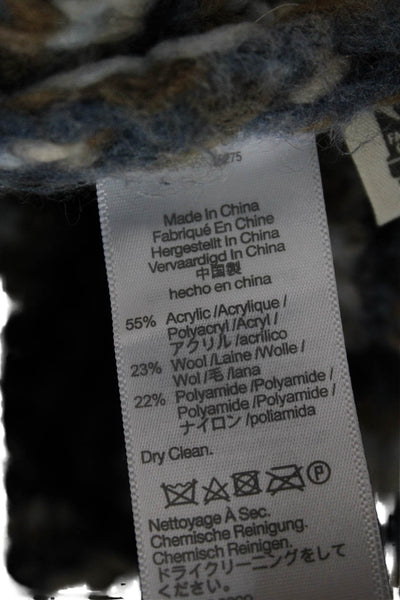 Made In China
Fabriqué En Chine
Hergestellt In China
Vervaardigd In China
中国製
hecho en china
55% Acrylic /Acrylique /
Polyacryl /Acryl /
アクリル /acrílico
23% Wool /Laine /Wolle /
Wol /毛 /lana
22% Polyamide /Polyamide /
Polyamide /Polyamide /
ナイロン /poliamida
Dry Clean.
P
Nettoyage À Sec.
Chemische Reinigung.
Chemisch Reinigen.
ドライクリーニングをして
ください。